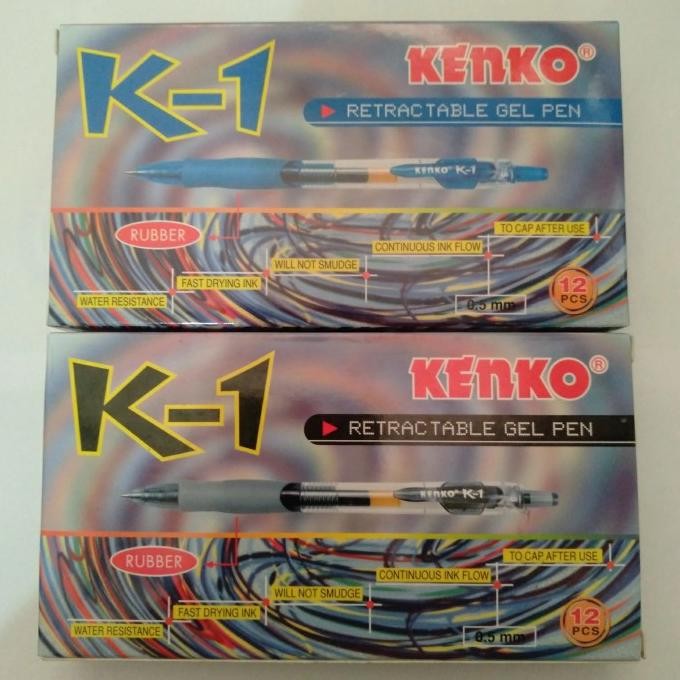 K-1
KENKO®
RETRACTABLE GEL PEN
KENKO® K-1
RUBBER
TO CAP AFTER USE
CONTINUOUS INK FLOW
WILL NOT SMUDGE
FAST DRYING INK
WATER RESISTANCE
0.5 mm
12
PCS
K-1
KENKO®
RETRACTABLE GEL PEN
KENKO® K-1
RUBBER
TO CAP AFTER USE
CONTINUOUS INK FLOW
WILL NOT SMUDGE
FAST DRYING INK
WATER RESISTANCE
0.5 mm
12
PCS